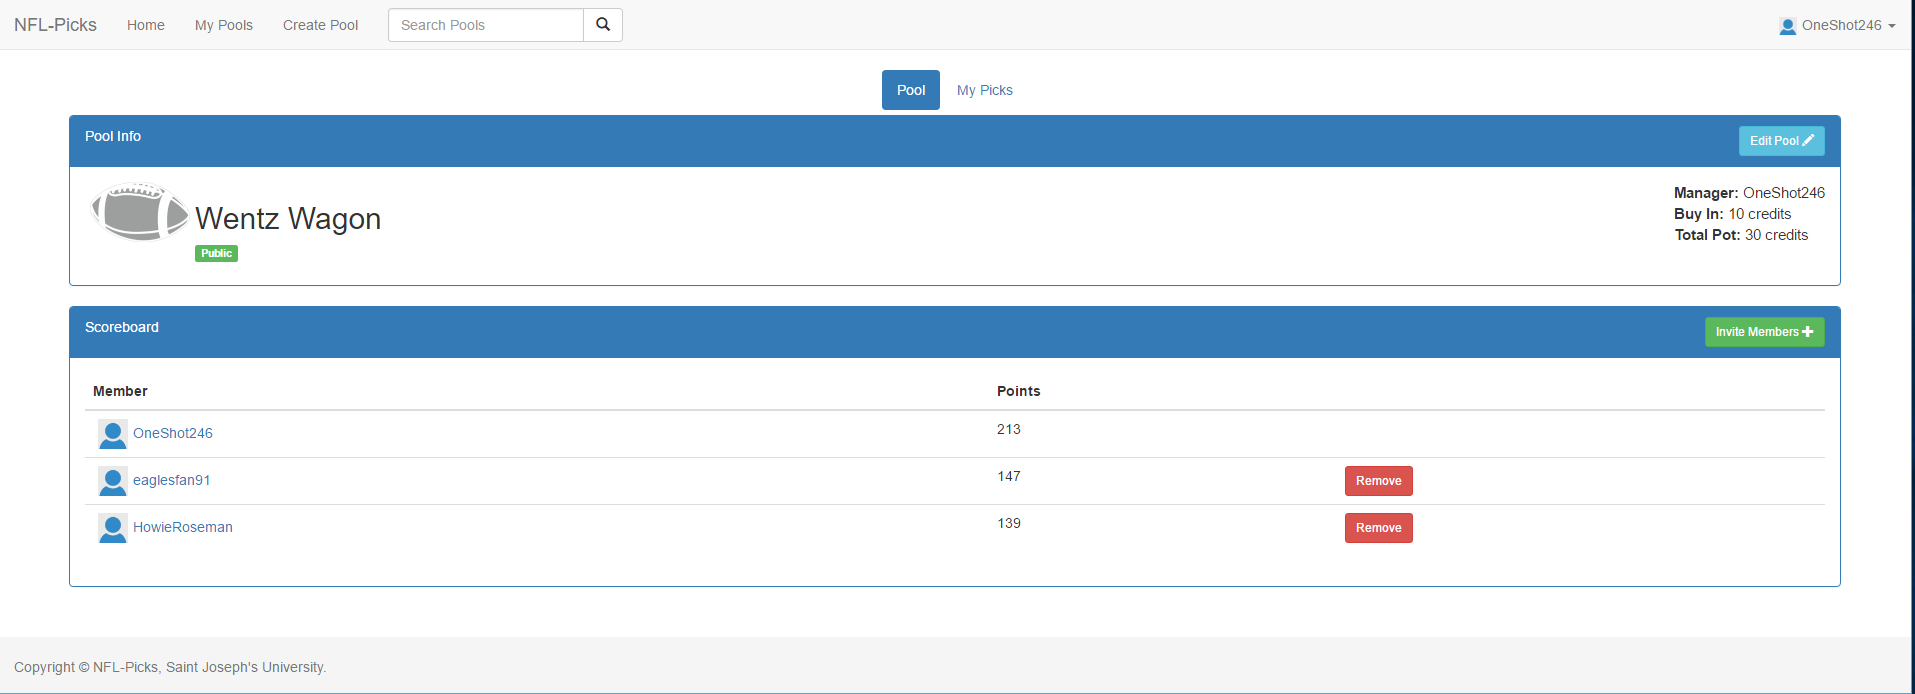 NFL-Picks Home My Pools Create Pool Search Pools OneShot246
Pool My Picks
Pool Info Edit Pool
Manager: OneShot246
Wentz Wagon
Buy In: 10 credits
Total Pot: 30 credits
Public
Scoreboard Invite Members
Member Points
OneShot246 213
eaglesfan91 147 Remove
HowieRoseman 139 Remove
Copyright © NFL-Picks, Saint Joseph's University.